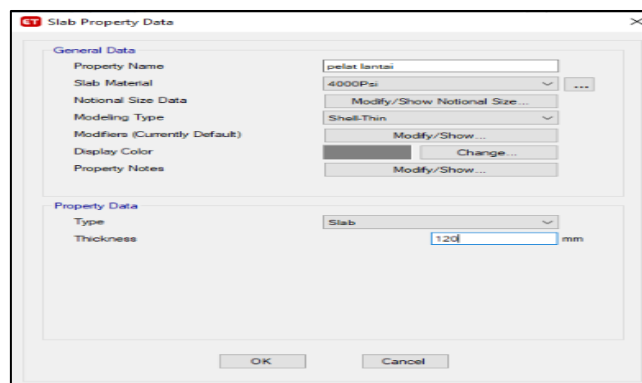 ET Slab Property Data
General Data
Property Name pelat lantai
Slab Material 4000Psi ...
Notional Size Data Modify/Show Notional Size...
Modeling Type Shell-Thin
Modifiers (Currently Default) Modify/Show...
Display Color Change...
Property Notes Modify/Show...
Property Data
Type Slab
Thickness 120 mm
OK Cancel